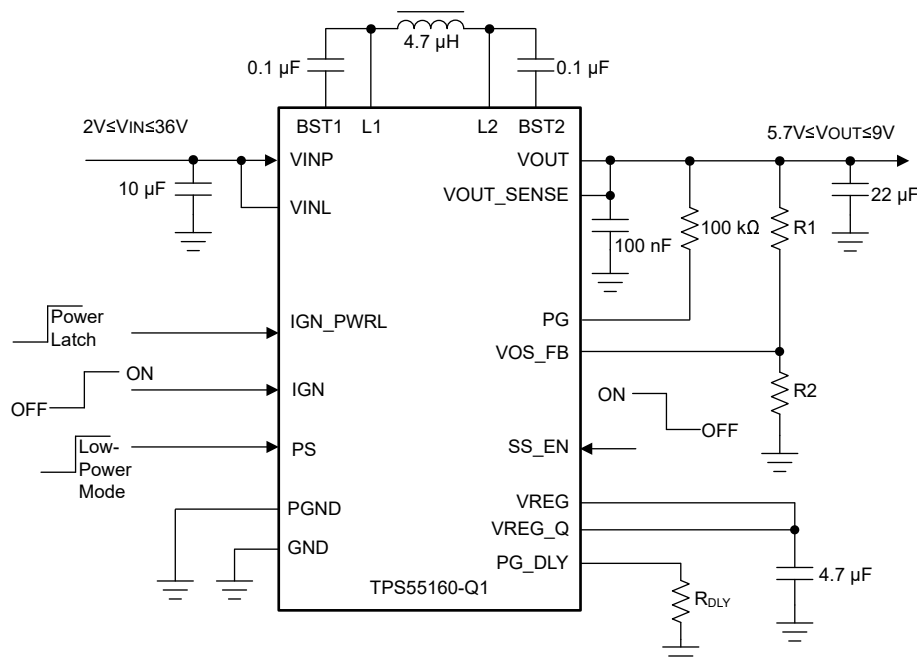 4.7 µH
0.1 µF
0.1 µF
BST1
L1
L2
BST2
2V≤VIN≤36V
5.7V≤VOUT≤9V
VINP
VOUT
10 µF
VINL
VOUT_SENSE
22 µF
100 nF
100 kΩ
R1
Power
Latch
IGN_PWRL
PG
VOS_FB
OFF
ON
IGN
R2
ON
OFF
Low-
Power
Mode
PS
SS_EN
PGND
VREG
VREG_Q
GND
PG_DLY
4.7 µF
TPS55160-Q1
RDLY